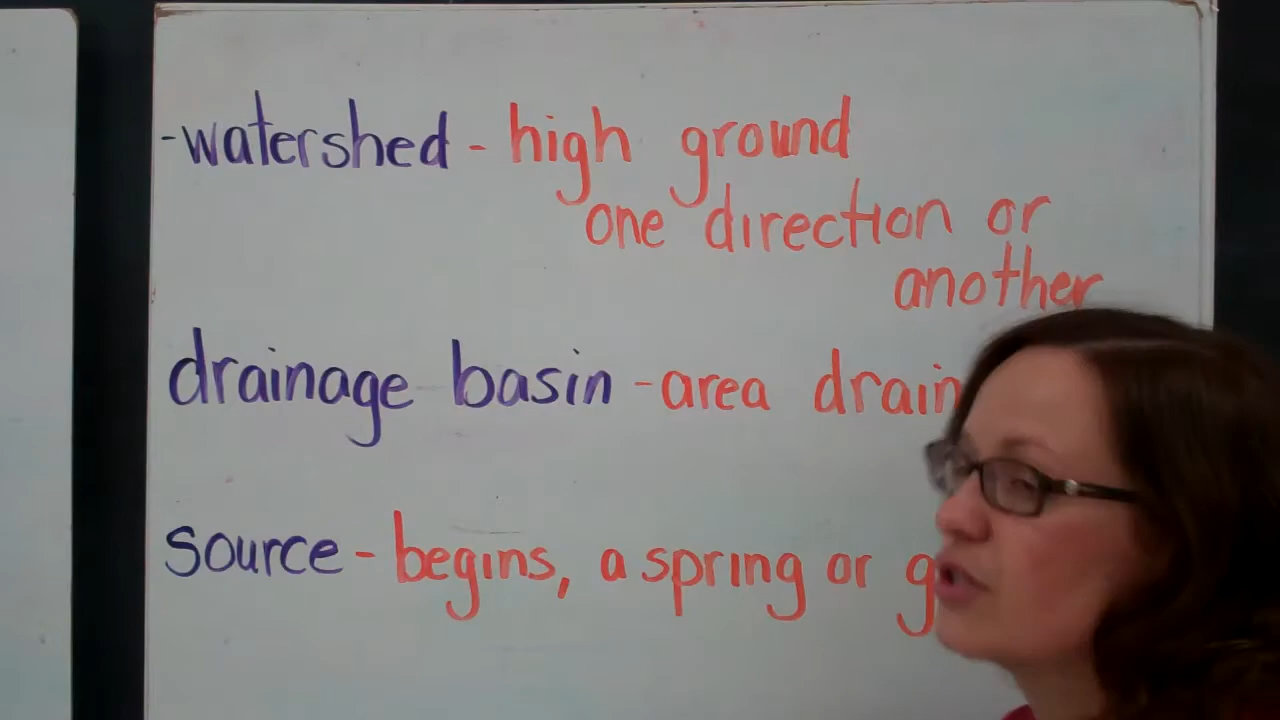 -watershed - high ground
one direction or
another
drainage basin - area drain
source - begins, a spring or